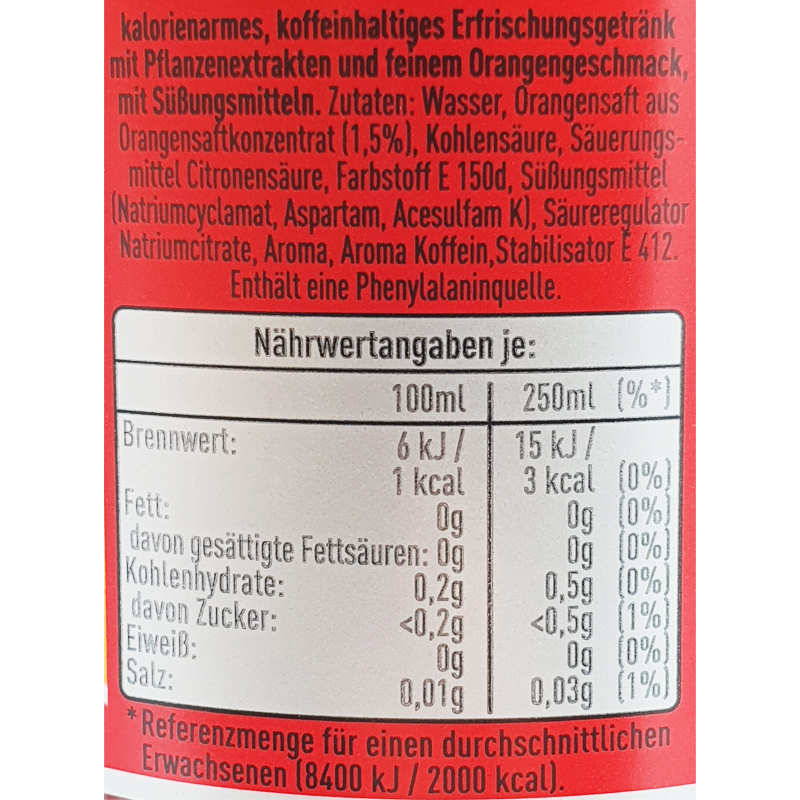 kalorienarmes, koffeinhaltiges Erfrischungsgetränk
mit Pflanzenextrakten und feinem Orangengeschmack,
mit Süßungsmitteln. Zutaten: Wasser, Orangensaft aus
Orangensaftkonzentrat (1,5%), Kohlensäure, Säuerungs-
mittel Citronensäure, Farbstoff E 150d, Süßungsmittel
(Natriumcyclamat, Aspartam, Acesulfam K), Säureregulator
Natriumcitrate, Aroma, Aroma Koffein,Stabilisator E 412.
Enthält eine Phenylalaninquelle.
Nährwertangaben je:
100ml 250ml (%*)
Brennwert: 6 kJ / 15 kJ /
1 kcal 3 kcal (0%)
Fett: 0g 0g (0%)
davon gesättigte Fettsäuren: 0g 0g (0%)
Kohlenhydrate: 0,2g 0,5g (0%)
davon Zucker: <0,2g <0,5g (1%)
Eiweiß: 0g 0g (0%)
Salz: 0,01g 0,03g (1%)
*Referenzmenge für einen durchschnittlichen
Erwachsenen (8400 kJ / 2000 kcal).